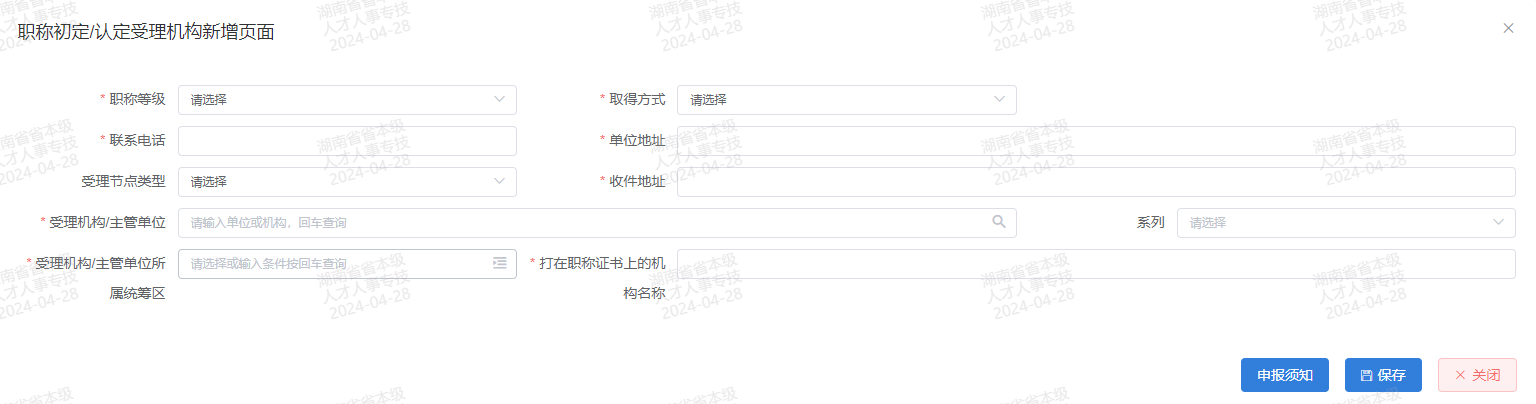 职称初定/认定受理机构新增页面
* 职称等级 请选择 * 取得方式 请选择
* 联系电话 * 单位地址
受理节点类型 请选择 * 收件地址
* 受理机构/主管单位 请输入单位或机构，回车查询 系列 请选择
* 受理机构/主管单位所 请选择或输入条件按回车查询 * 打在职称证书上的机
属统筹区 构名称
申报须知 保存 关闭
湖南省省本级
人才人事专技
2024-04-28